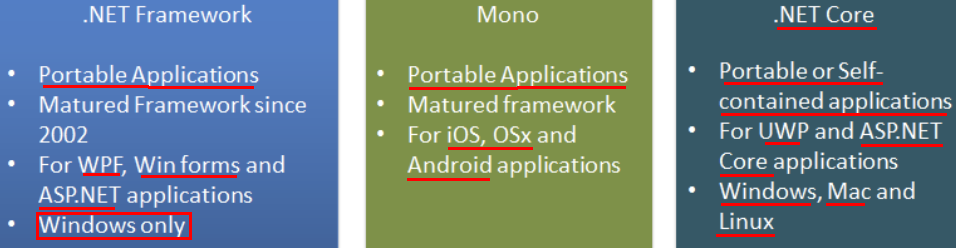 .NET Framework
• Portable Applications
• Matured Framework since
2002
• For WPF, Win forms and
ASP.NET applications
• Windows only
Mono
• Portable Applications
• Matured framework
• For iOS, OSx and
Android applications
.NET Core
• Portable or Self-
contained applications
• For UWP and ASP.NET
Core applications
• Windows, Mac and
Linux